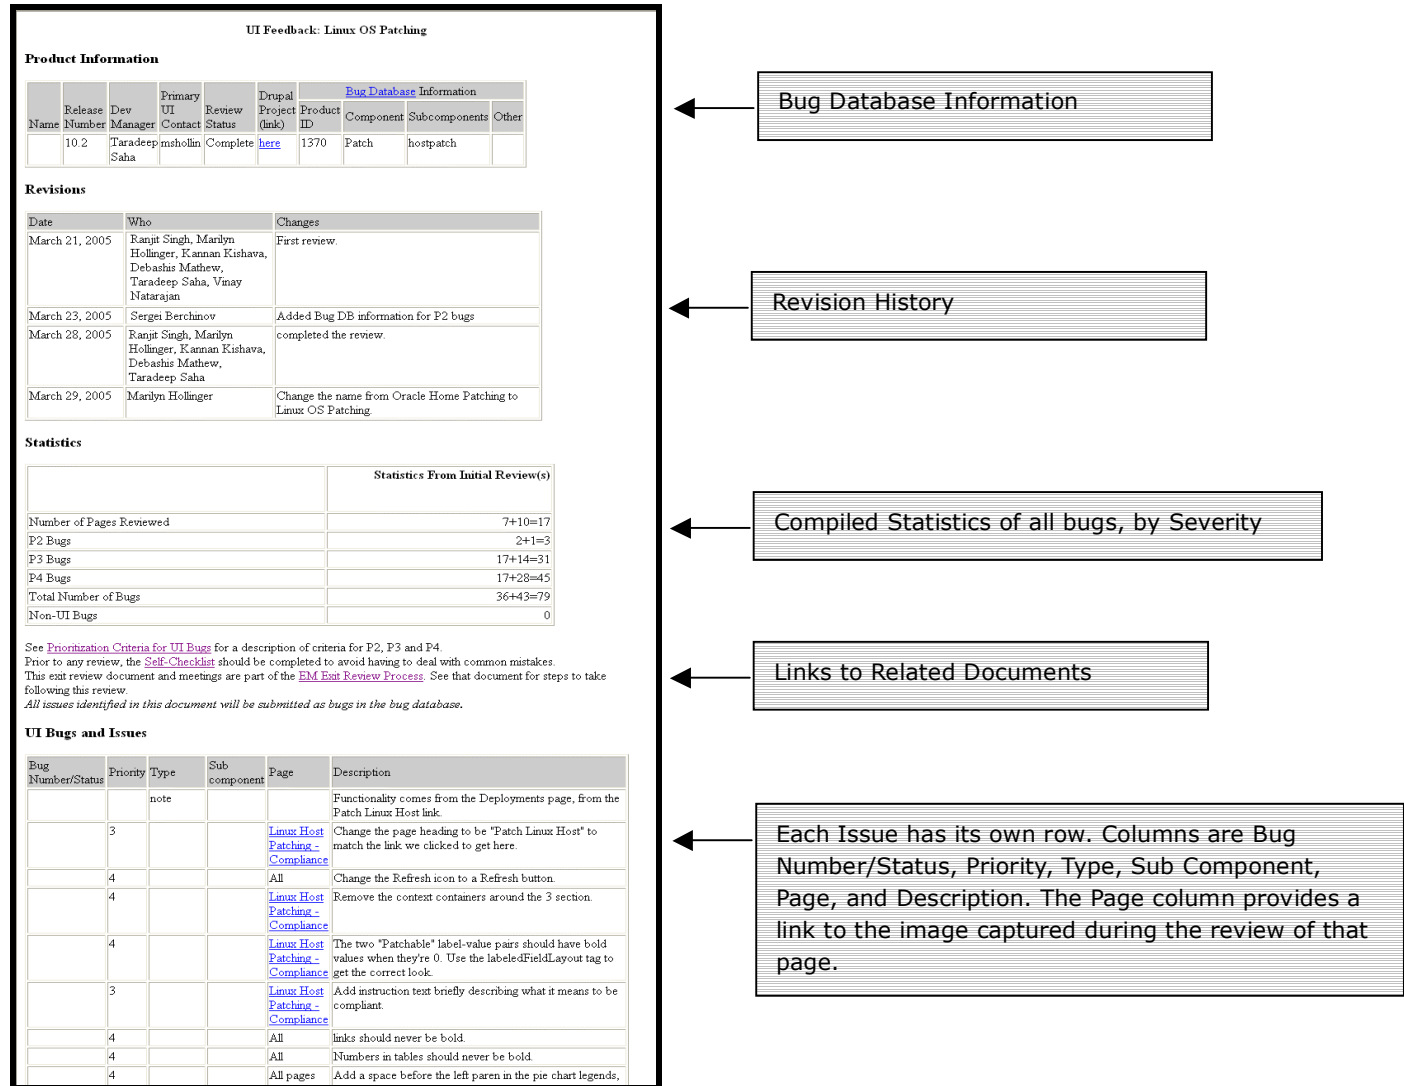 UI Feedback: Linux OS Patching
Product Information
Name
Release
Number
Dev
Manager
Primary
UI
Contact
Review
Status
Drupal
Project
(link)
Bug Database Information
Product
ID
Component
Subcomponents
Other
10.2
Taradeep
Saha
mshollin
Complete
here
1370
Patch
hostpatch
Revisions
Date
Who
Changes
March 21, 2005
Ranjit Singh, Marilyn
Hollinger, Kannan Kishava,
Debashis Mathew,
Taradeep Saha, Vinay
Natarajan
First review.
March 23, 2005
Sergei Berchinov
Added Bug DB information for P2 bugs
March 28, 2005
Ranjit Singh, Marilyn
Hollinger, Kannan Kishava,
Debashis Mathew,
Taradeep Saha
completed the review.
March 29, 2005
Marilyn Hollinger
Change the name from Oracle Home Patching to
Linux OS Patching.
Statistics
Statistics From Initial Review(s)
Number of Pages Reviewed 7+10=17
P2 Bugs 2+1=3
P3 Bugs 17+14=31
P4 Bugs 17+28=45
Total Number of Bugs 36+43=79
Non-UI Bugs 0
See Prioritization Criteria for UI Bugs for a description of criteria for P2, P3 and P4.
Prior to any review, the Self-Checklist should be completed to avoid having to deal with common mistakes.
This exit review document and meetings are part of the EM Exit Review Process. See that document for steps to take
following this review.
All issues identified in this document will be submitted as bugs in the bug database.
UI Bugs and Issues
Bug
Number/Status
Priority
Type
Sub
component
Page
Description
note
Functionality comes from the Deployments page, from the
Patch Linux Host link.
3
Linux Host
Patching -
Compliance
Change the page heading to be "Patch Linux Host" to
match the link we clicked to get here.
4
All
Change the Refresh icon to a Refresh button.
4
Linux Host
Patching -
Compliance
Remove the context containers around the 3 section.
4
Linux Host
Patching -
Compliance
The two "Patchable" label-value pairs should have bold
values when they're 0. Use the labeledFieldLayout tag to
get the correct look.
3
Linux Host
Patching -
Compliance
Add instruction text briefly describing what it means to be
compliant.
4
All
links should never be bold.
4
All
Numbers in tables should never be bold.
4
All pages
Add a space before the left paren in the pie chart legends,
Bug Database Information
Revision History
Compiled Statistics of all bugs, by Severity
Links to Related Documents
Each Issue has its own row. Columns are Bug
Number/Status, Priority, Type, Sub Component,
Page, and Description. The Page column provides a
link to the image captured during the review of that
page.